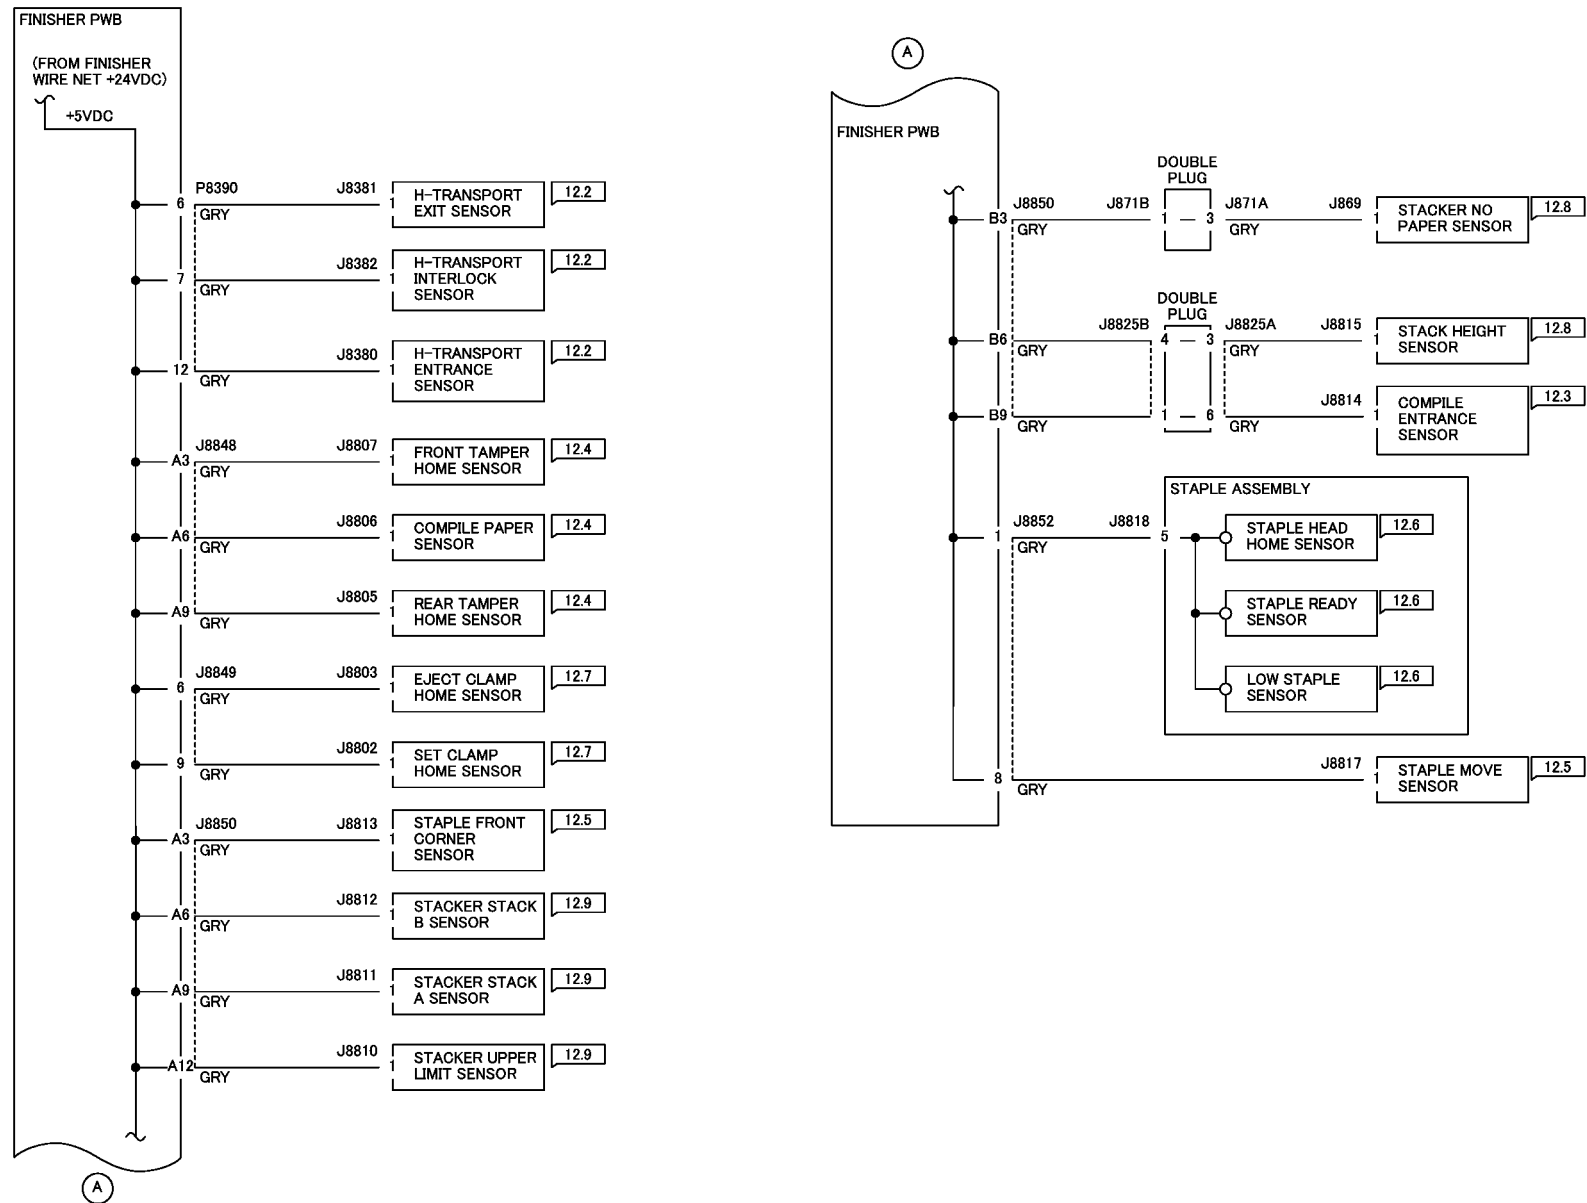 FINISHER PWB
(FROM FINISHER
WIRE NET +24VDC)
+5VDC
P8390
J8381
6
GRY
1
H-TRANSPORT
EXIT SENSOR
12.2
J8382
7
GRY
1
H-TRANSPORT
INTERLOCK
SENSOR
12.2
J8380
12
GRY
1
H-TRANSPORT
ENTRANCE
SENSOR
12.2
J8848
J8807
A3
GRY
1
FRONT TAMPER
HOME SENSOR
12.4
J8806
A6
GRY
1
COMPILE PAPER
SENSOR
12.4
J8805
A9
GRY
1
REAR TAMPER
HOME SENSOR
12.4
J8849
J8803
6
GRY
1
EJECT CLAMP
HOME SENSOR
12.7
J8802
9
GRY
1
SET CLAMP
HOME SENSOR
12.7
J8850
J8813
A3
GRY
1
STAPLE FRONT
CORNER
SENSOR
12.5
J8812
A6
GRY
1
STACKER STACK
B SENSOR
12.9
J8811
A9
GRY
1
STACKER STACK
A SENSOR
12.9
J8810
A12
GRY
1
STACKER UPPER
LIMIT SENSOR
12.9
A
A
FINISHER PWB
DOUBLE
PLUG
B3
J8850
GRY
J871B
1 — 3
J871A
GRY
J869
1
STACKER NO
PAPER SENSOR
12.8
DOUBLE
PLUG
B6
GRY
J8825B
4 — 3
J8825A
GRY
J8815
1
STACK HEIGHT
SENSOR
12.8
B9
GRY
1 — 6
GRY
J8814
1
COMPILE
ENTRANCE
SENSOR
12.3
STAPLE ASSEMBLY
1
J8852
GRY
J8818
5
STAPLE HEAD
HOME SENSOR
12.6
STAPLE READY
SENSOR
12.6
LOW STAPLE
SENSOR
12.6
8
GRY
J8817
1
STAPLE MOVE
SENSOR
12.5